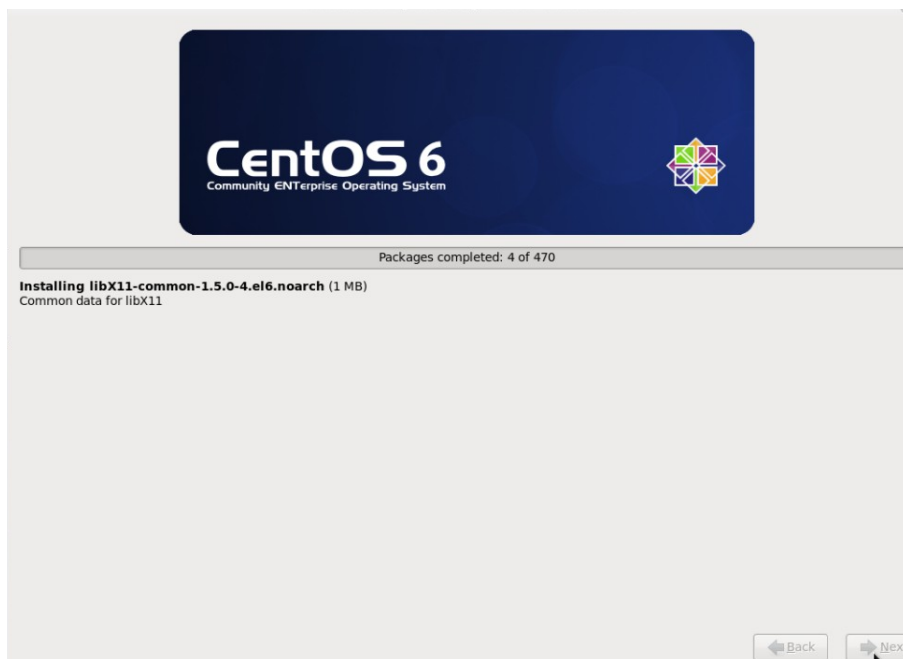 CentOS 6
Community ENTerprise Operating System
Packages completed: 4 of 470
Installing libX11-common-1.5.0-4.el6.noarch (1 MB)
Common data for libX11
Back
Nex